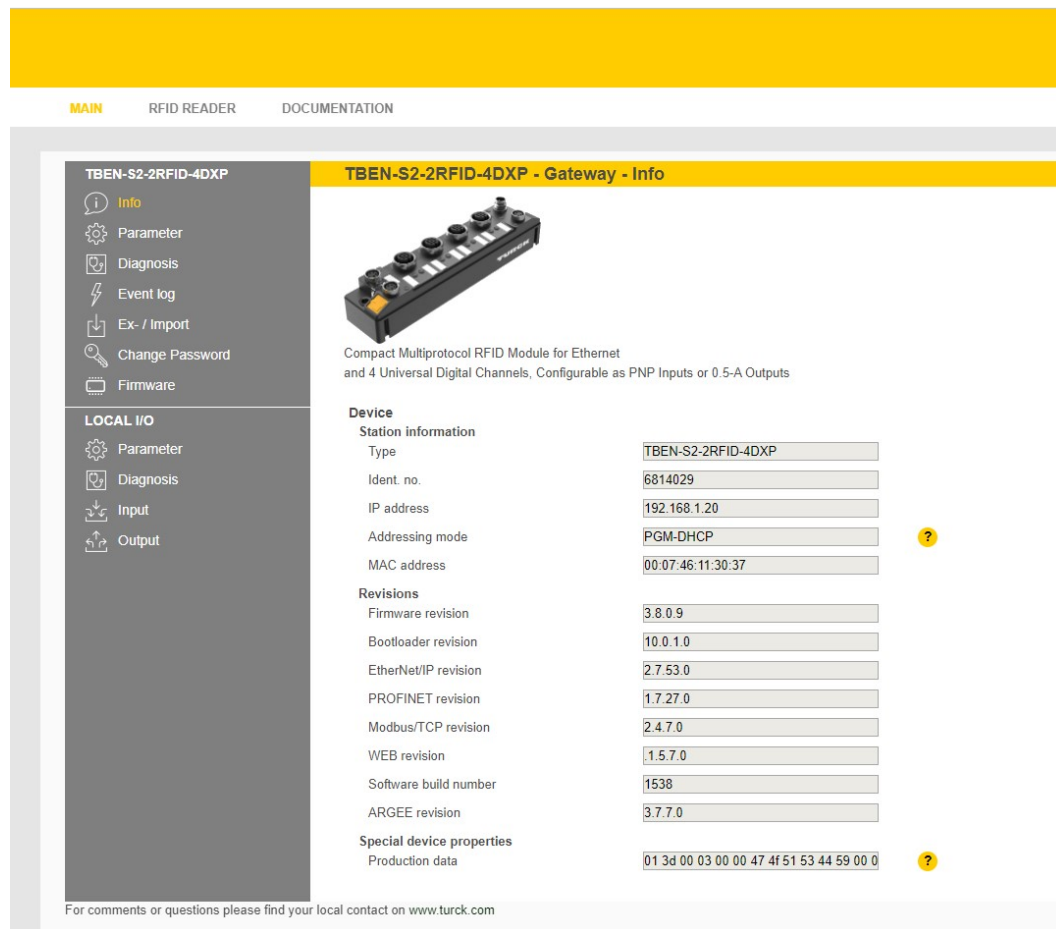 MAIN RFID READER DOCUMENTATION
TBEN-S2-2RFID-4DXP
Info
Parameter
Diagnosis
Event log
Ex- / Import
Change Password
Firmware
LOCAL I/O
Parameter
Diagnosis
Input
Output
TBEN-S2-2RFID-4DXP - Gateway - Info
TURCK
Compact Multiprotocol RFID Module for Ethernet
and 4 Universal Digital Channels, Configurable as PNP Inputs or 0.5-A Outputs
Device
Station information
Type TBEN-S2-2RFID-4DXP
Ident. no. 6814029
IP address 192.168.1.20
Addressing mode PGM-DHCP ?
MAC address 00:07:46:11:30:37
Revisions
Firmware revision 3.8.0.9
Bootloader revision 10.0.1.0
EtherNet/IP revision 2.7.53.0
PROFINET revision 1.7.27.0
Modbus/TCP revision 2.4.7.0
WEB revision .1.5.7.0
Software build number 1538
ARGEE revision 3.7.7.0
Special device properties
Production data 01 3d 00 03 00 00 47 4f 51 53 44 59 00 0 ?
For comments or questions please find your local contact on www.turck.com